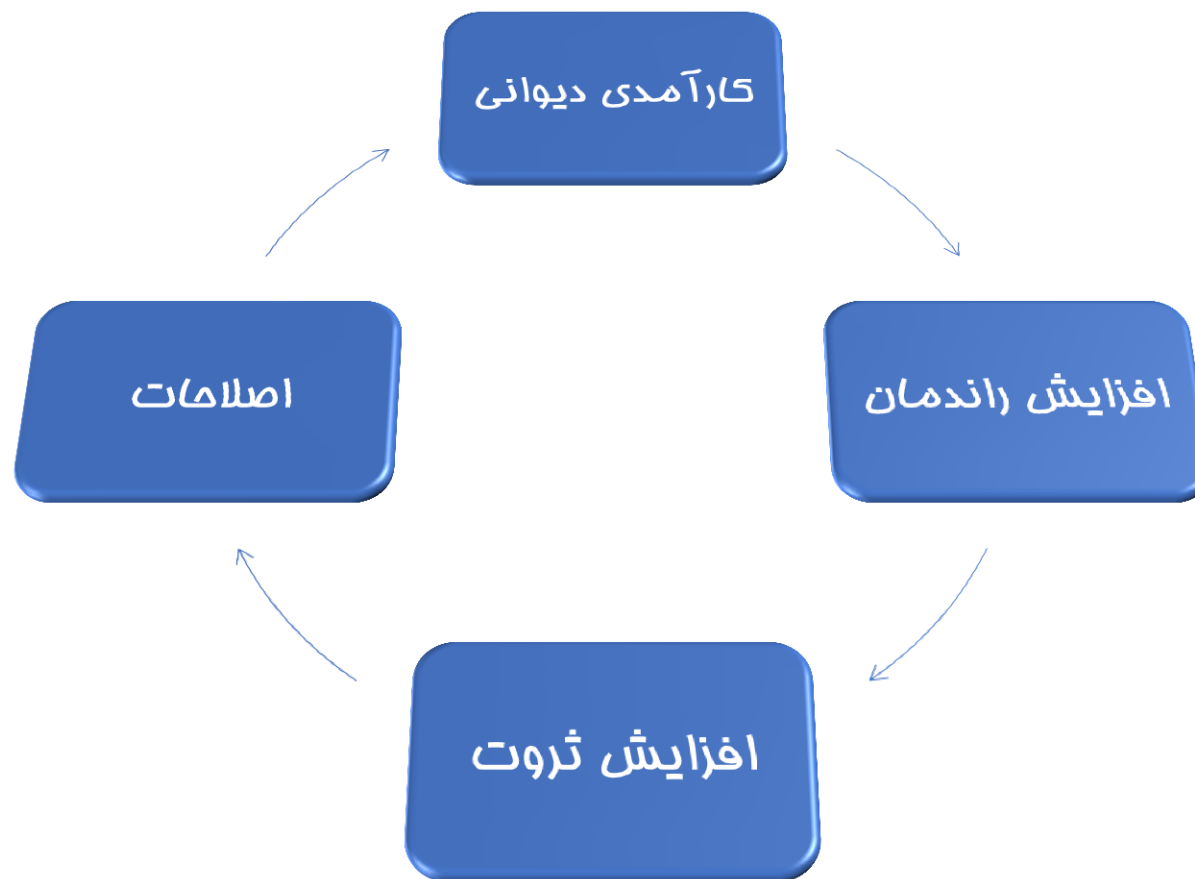 کارآمدی دیوانی
افزایش راندمان
افزایش ثروت
اصلاحات